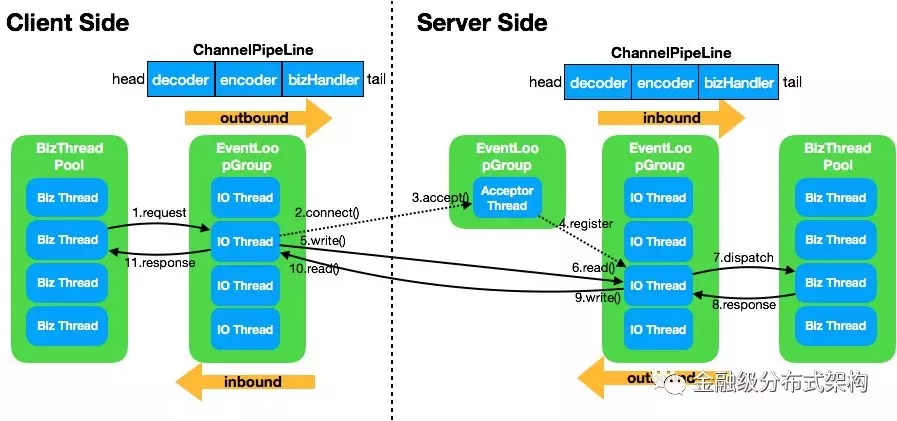 Client Side
Server Side
ChannelPipeLine
head decoder encoder bizHandler tail
outbound
ChannelPipeLine
head decoder encoder bizHandler tail
inbound
BizThread
Pool
Biz Thread
Biz Thread
Biz Thread
Biz Thread
1.request
11.response
EventLoo
pGroup
IO Thread
IO Thread
IO Thread
IO Thread
2.connect()
5.write()
10.read()
3.accept()
EventLoo
pGroup
Acceptor
Thread
4.register
6.read()
9.write()
EventLoo
pGroup
IO Thread
IO Thread
IO Thread
IO Thread
7.dispatch
8.response
BizThread
Pool
Biz Thread
Biz Thread
Biz Thread
Biz Thread
inbound
金融级分布式架构